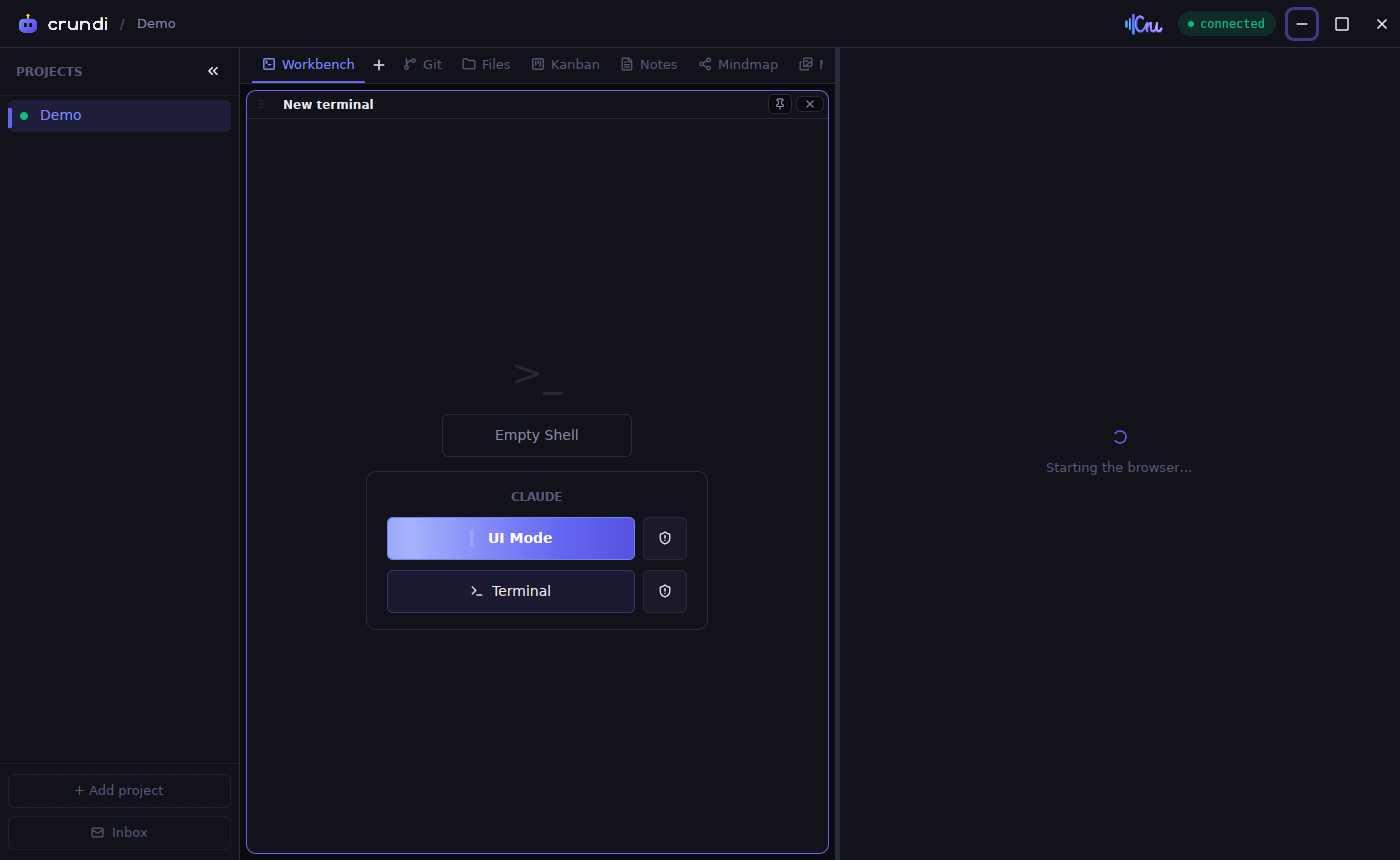 crundi / Demo
Cru
connected
PROJECTS
Demo
+ Add project
Inbox
Workbench
Git
Files
Kanban
Notes
Mindmap
New terminal
>_
Empty Shell
CLAUDE
UI Mode
Terminal
Starting the browser...